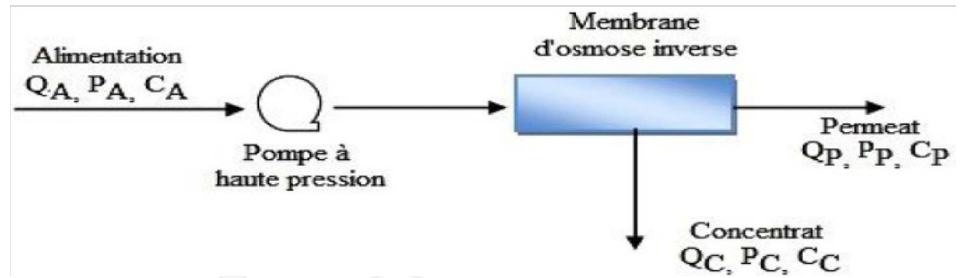 Membrane
d'osmose inverse
Alimentation
QA, PA, CA
Pompe à
haute pression
Permeat
QP, PP, CP
Concentrat
QC, PC, CC